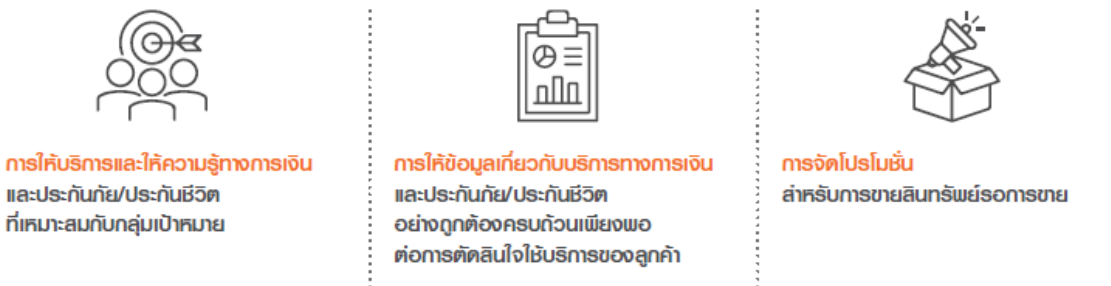 การให้บริการและให้ความรู้ทางการเงิน
และประกันภัย/ประกันชีวิต
ที่เหมาะสมกับกลุ่มเป้าหมาย
การให้ข้อมูลเกี่ยวกับบริการทางการเงิน
และประกันภัย/ประกันชีวิต
อย่างถูกต้องครบถ้วนเพียงพอ
ต่อการตัดสินใจใช้บริการของลูกค้า
การจัดโปรโมชั่น
สำหรับการขายสินทรัพย์รอการขาย